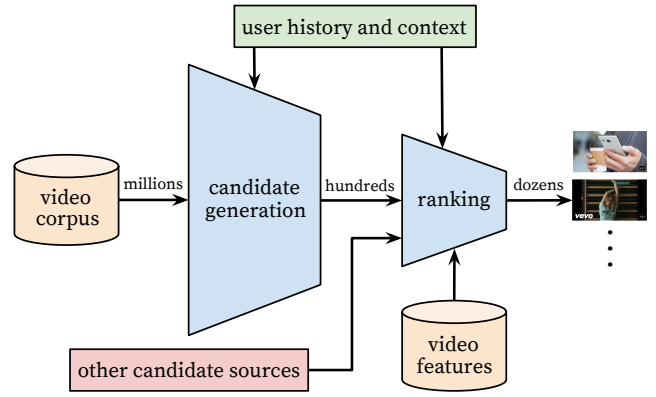 user history and context
video
corpus
millions
candidate
generation
hundreds
ranking
dozens
vevo
other candidate sources
video
features